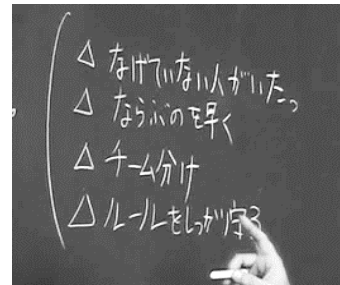 △ なげていない人がいた。
△ ならぶのを早く
△ チーム分け
△ ルールをしっかり守る